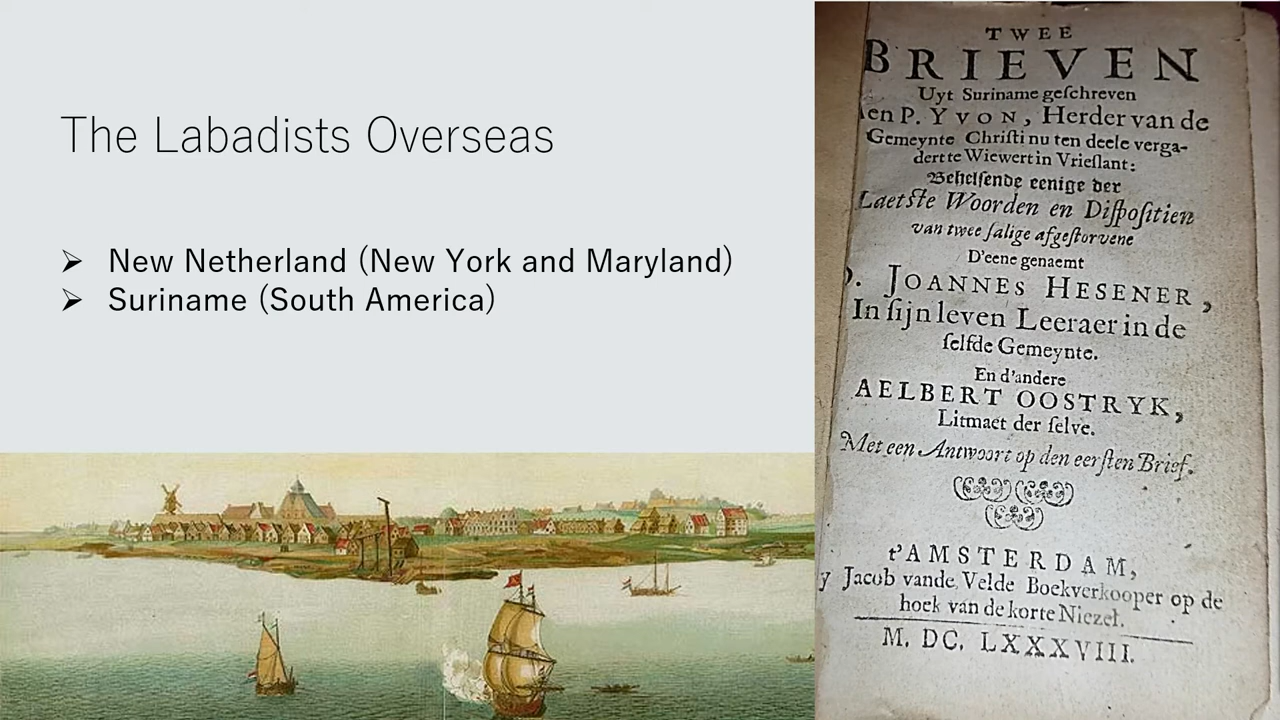 The Labadists Overseas
➢ New Netherland (New York and Maryland)
➢ Suriname (South America)
TWEE
BRIEVEN
Uyt Suriname geſchreven
P. YVON, Herder van de
Gemeynte Chriſti nu ten deele verga-
dert te Wiewert in Vrieſlant:
Behelſende eenige der
Laetſte Woorden en Diſpoſitien
van twee ſalige afgeſtorvene
D'eene genaemt
JOANNES HESENER,
In ſijn leven Leeraer in de
ſelfde Gemeynte.
En d'andere
AELBERT OOSTRYK,
Litmaet der ſelve.
Met een Antwoort op den eerſten Brief.
t'AMSTERDAM,
Jacob vande Velde Boekverkooper op de
hoek van de korte Niezel.
M. DC. LXXXVIII.